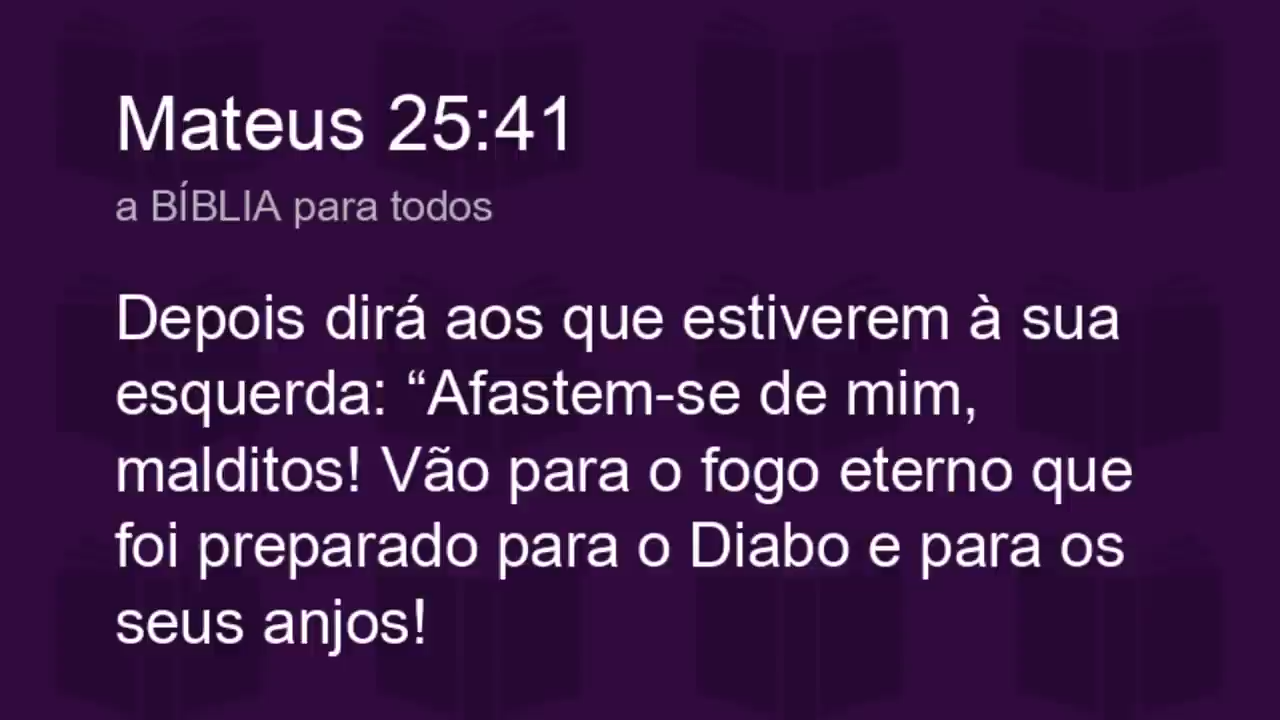 Mateus 25:41
a BÍBLIA para todos
Depois dirá aos que estiverem à sua
esquerda: “Afastem-se de mim,
malditos! Vão para o fogo eterno que
foi preparado para o Diabo e para os
seus anjos!